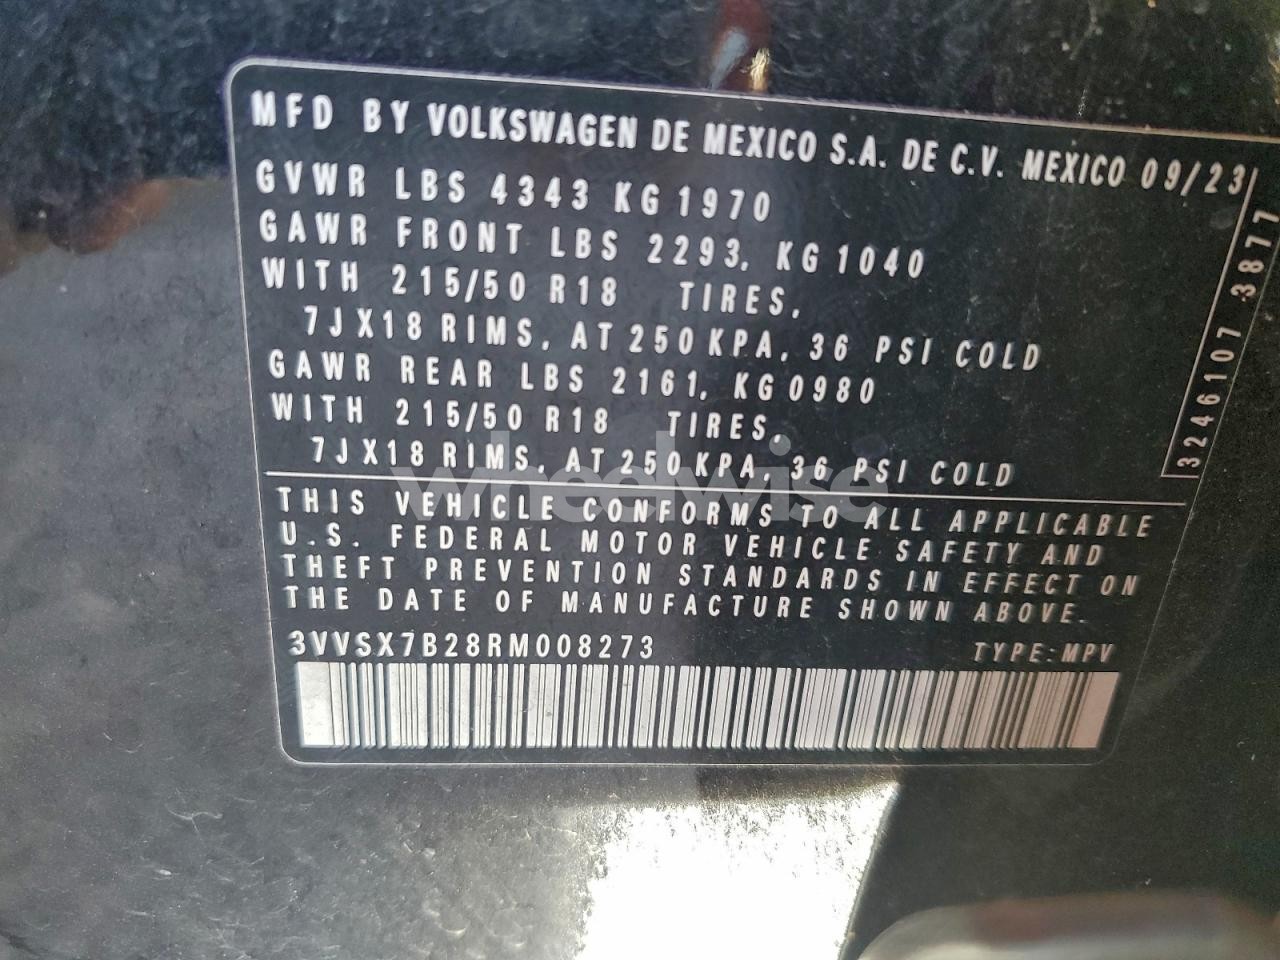 MFD BY VOLKSWAGEN DE MEXICO S.A. DE C.V. MEXICO 09/23
GVWR LBS 4343 KG 1970
GAWR FRONT LBS 2293, KG 1040
WITH 215/50 R18 TIRES,
7JX18 RIMS, AT 250 KPA, 36 PSI COLD
GAWR REAR LBS 2161, KG 0980
WITH 215/50 R18 TIRES,
7JX18 RIMS, AT 250 KPA, 36 PSI COLD
3246107 3877
wheelwise
THIS VEHICLE CONFORMS TO ALL APPLICABLE
U.S. FEDERAL MOTOR VEHICLE SAFETY AND
THEFT PREVENTION STANDARDS IN EFFECT ON
THE DATE OF MANUFACTURE SHOWN ABOVE.
3VVSX7B28RM008273 TYPE: MPV